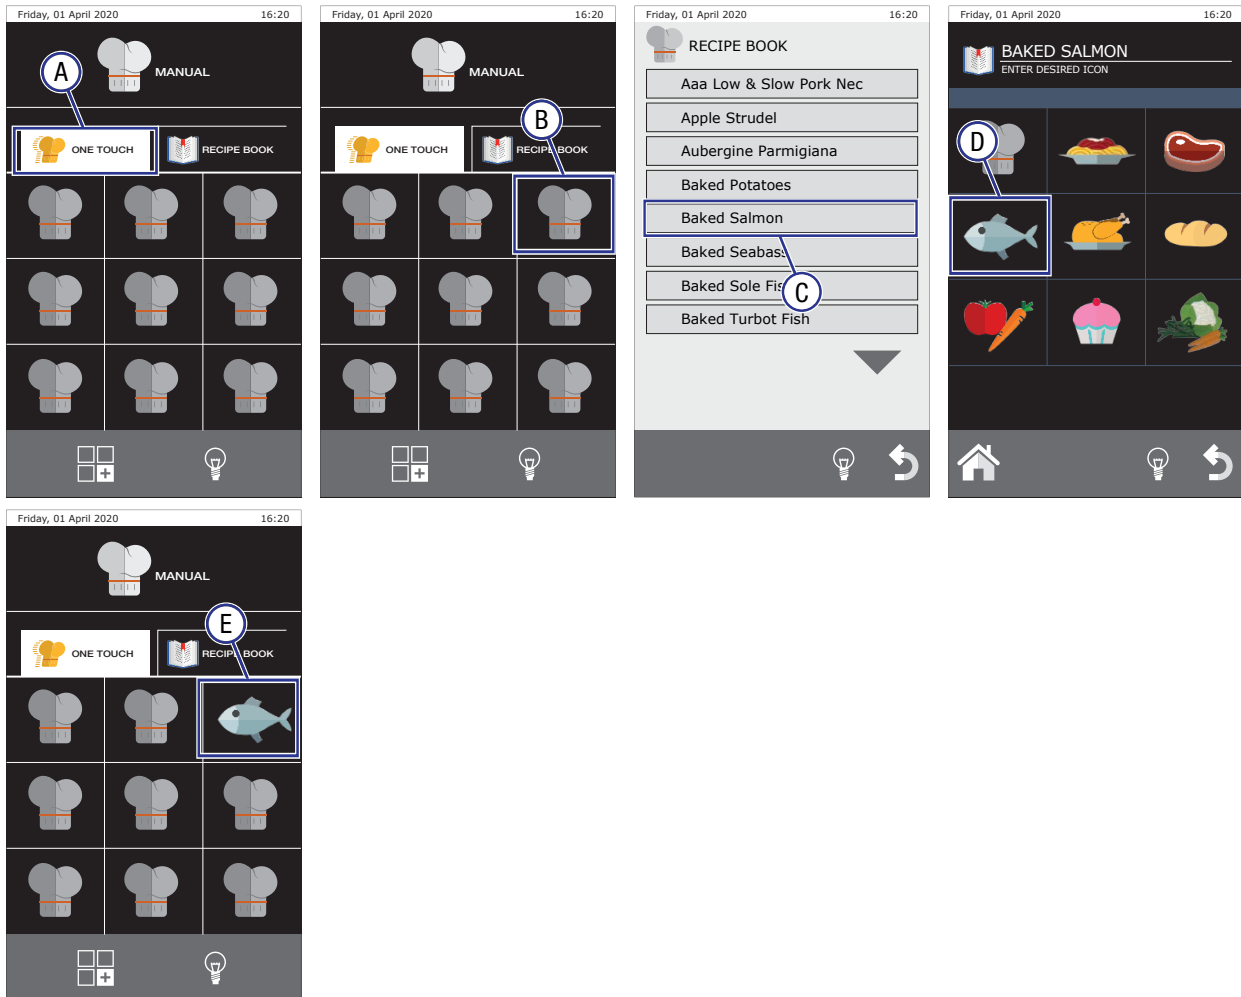 Friday, 01 April 2020 16:20
MANUAL
A
ONE TOUCH
RECIPE BOOK
Friday, 01 April 2020 16:20
MANUAL
B
ONE TOUCH
RECIPE BOOK
Friday, 01 April 2020 16:20
RECIPE BOOK
Aaa Low & Slow Pork Nec
Apple Strudel
Aubergine Parmigiana
Baked Potatoes
Baked Salmon
Baked Seabass
Baked Sole Fis
C
Baked Turbot Fish
Friday, 01 April 2020 16:20
BAKED SALMON
ENTER DESIRED ICON
D
Friday, 01 April 2020 16:20
MANUAL
E
ONE TOUCH
RECIPE BOOK